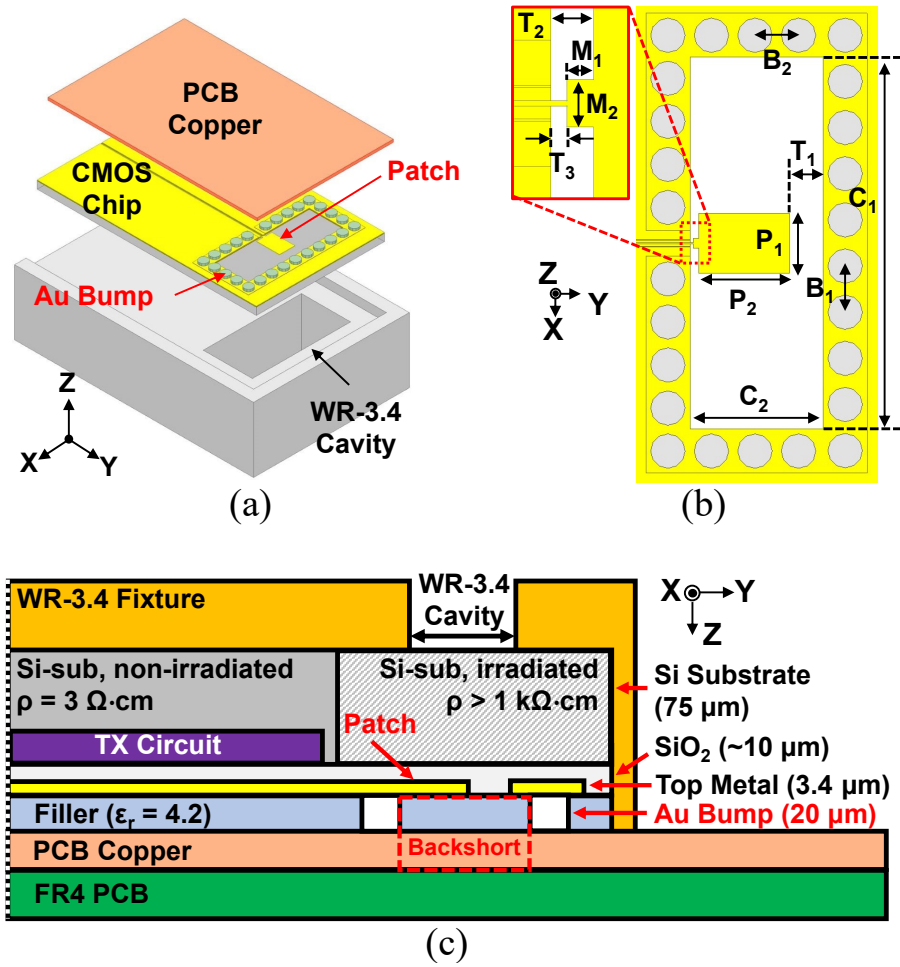 (a)
PCB
Copper
CMOS
Chip
Patch
Au Bump
WR-3.4
Cavity
Z
X
Y
(b)
T2
M1
M2
T3
B2
T1
C1
P1
P2
B1
C2
Z
Y
X
(a)
(b)
WR-3.4 Fixture
WR-3.4
Cavity
X
Y
Z
Si-sub, non-irradiated
ρ = 3 Ω·cm
Si-sub, irradiated
ρ > 1 kΩ·cm
Patch
TX Circuit
Si Substrate
(75 μm)
SiO₂ (~10 μm)
Top Metal (3.4 μm)
Au Bump (20 μm)
Filler (εr = 4.2)
Backshort
PCB Copper
FR4 PCB
(c)